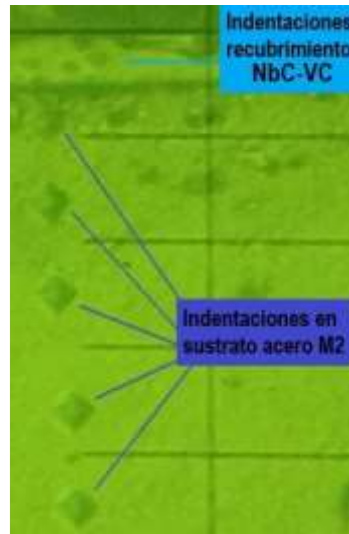 Indentaciones
recubrimiento
NbC-VC
Indentaciones en
sustrato acero M2